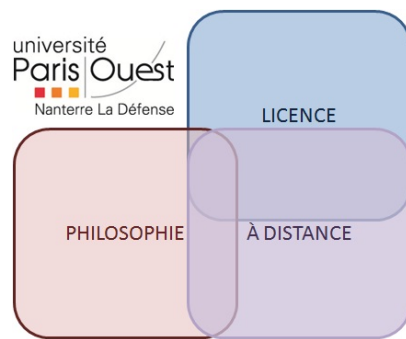 université
Paris Ouest
Nanterre La Défense
LICENCE
PHILOSOPHIE
À DISTANCE